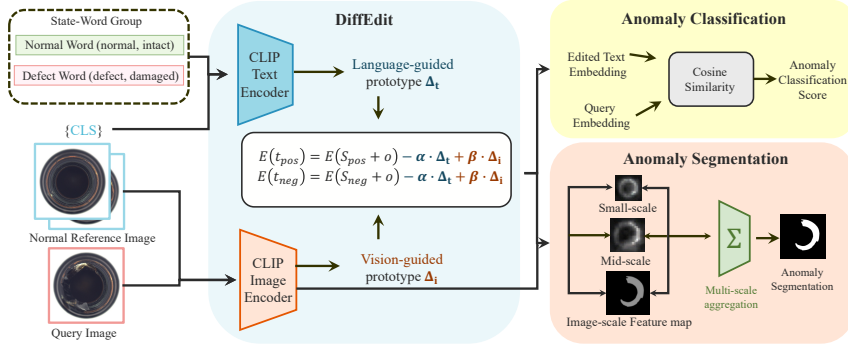 State-Word Group
Normal Word (normal, intact)
Defect Word (defect, damaged)
{CLS}
Normal Reference Image
Query Image
DiffEdit
CLIP
Text
Encoder
Language-guided
prototype Δt
E(tpos) = E(Spos + o) − α · Δt + β · Δi
E(tneg) = E(Sneg + o) − α · Δt + β · Δi
CLIP
Image
Encoder
Vision-guided
prototype Δi
Anomaly Classification
Edited Text
Embedding
Query
Embedding
Cosine
Similarity
Anomaly
Classification
Score
Anomaly Segmentation
Small-scale
Mid-scale
Image-scale Feature map
Σ
Multi-scale
aggregation
Anomaly
Segmentation